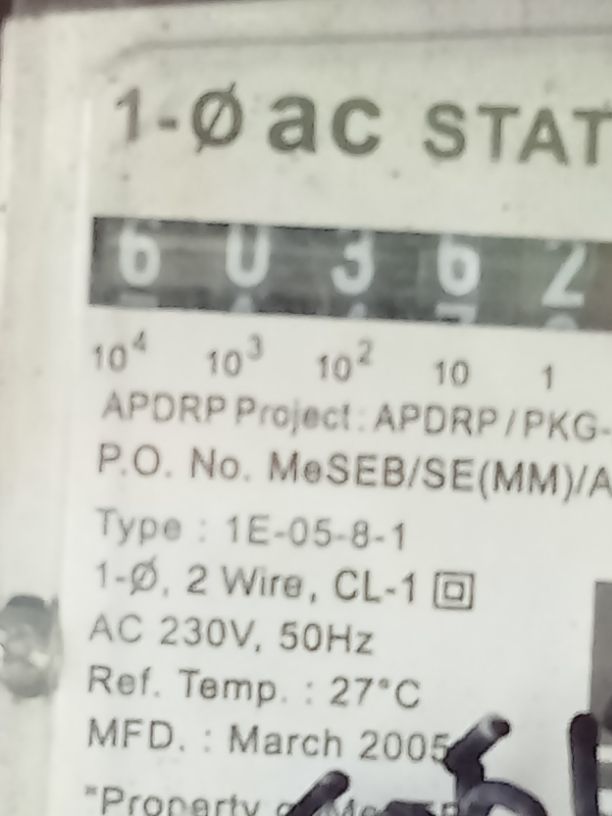 1-Ø ac STAT
6 0 3 6 2
10⁴ 10³ 10² 10 1
APDRP Project : APDRP / PKG-
P.O. No. MeSEB/SE(MM)/A
Type : 1E-05-8-1
1-Ø, 2 Wire, CL-1
AC 230V, 50Hz
Ref. Temp. : 27°C
MFD. : March 2005
"Property